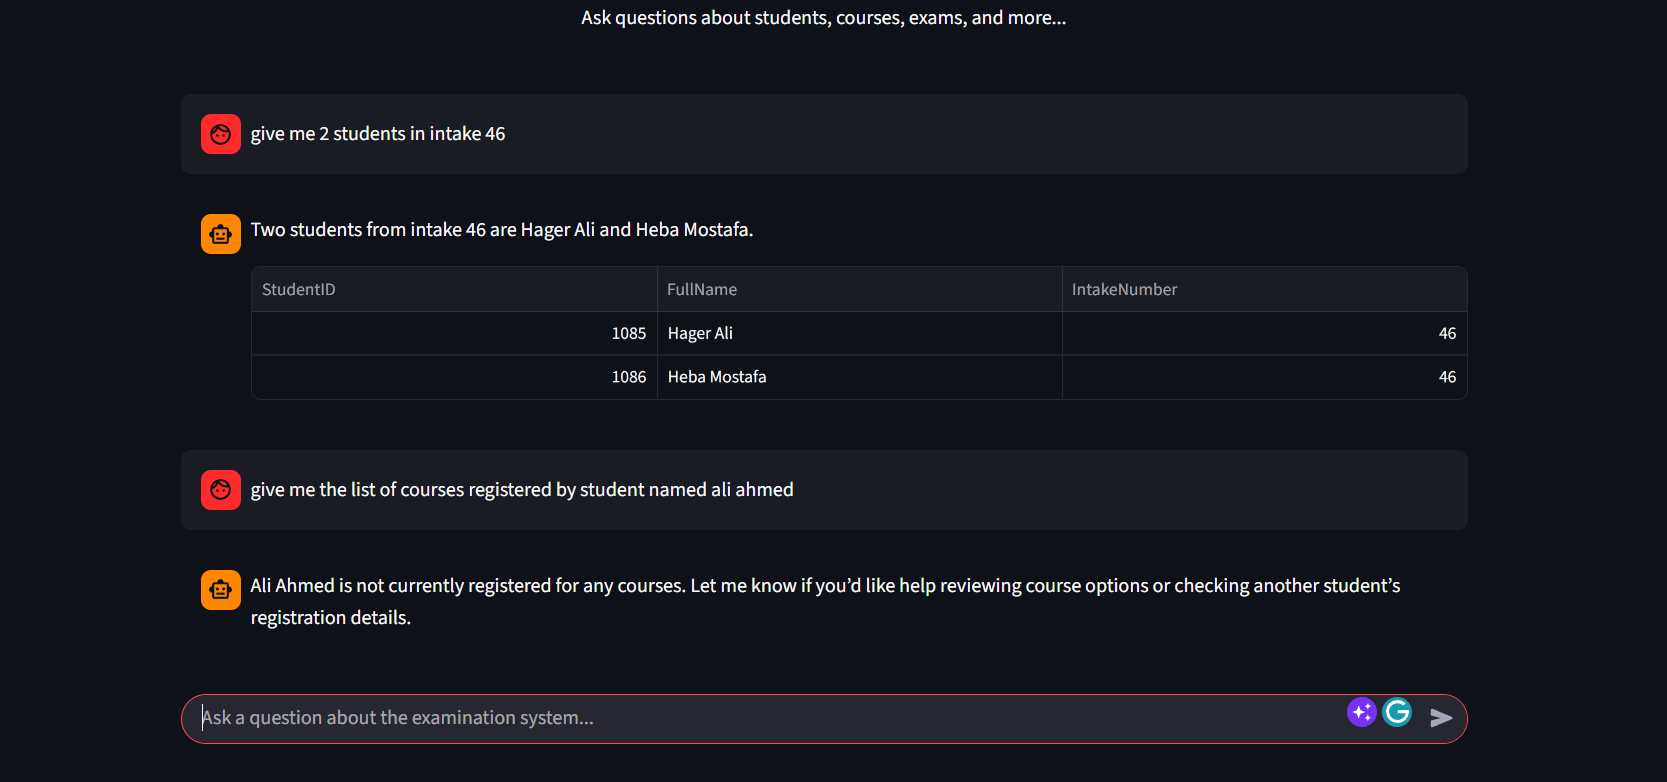 Ask questions about students, courses, exams, and more...
give me 2 students in intake 46
Two students from intake 46 are Hager Ali and Heba Mostafa.
StudentID FullName IntakeNumber
1085 Hager Ali 46
1086 Heba Mostafa 46
give me the list of courses registered by student named ali ahmed
Ali Ahmed is not currently registered for any courses. Let me know if you’d like help reviewing course options or checking another student’s
registration details.
Ask a question about the examination system...